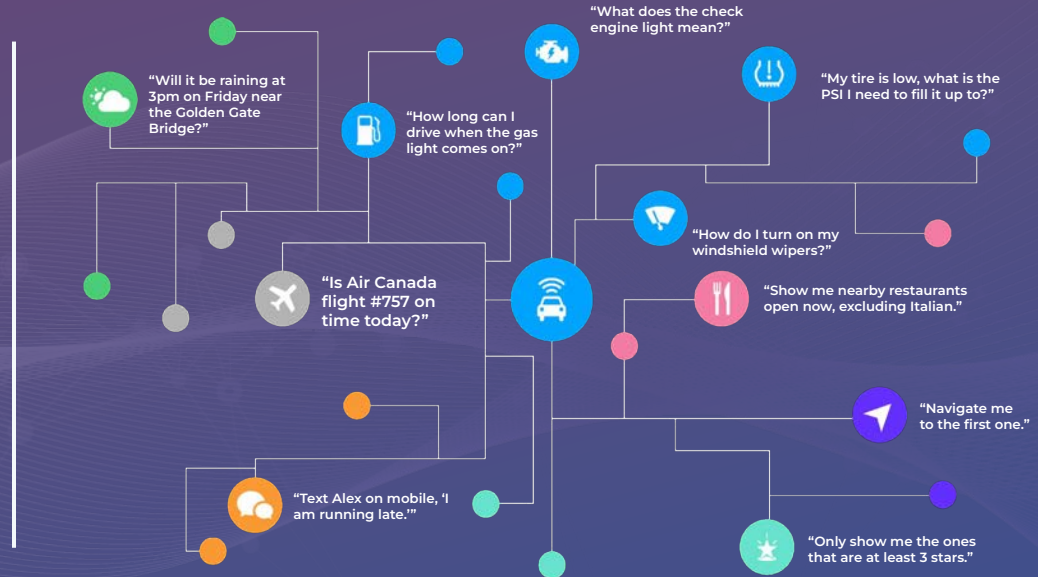 “What does the check
engine light mean?”
“Will it be raining at
3pm on Friday near
the Golden Gate
Bridge?”
“How long can I
drive when the gas
light comes on?”
“My tire is low, what is the
PSI I need to fill it up to?”
“How do I turn on my
windshield wipers?”
“Is Air Canada
flight #757 on
time today?”
“Show me nearby restaurants
open now, excluding Italian.”
“Navigate me
to the first one.”
“Text Alex on mobile, ‘I
am running late.’”
“Only show me the ones
that are at least 3 stars.”